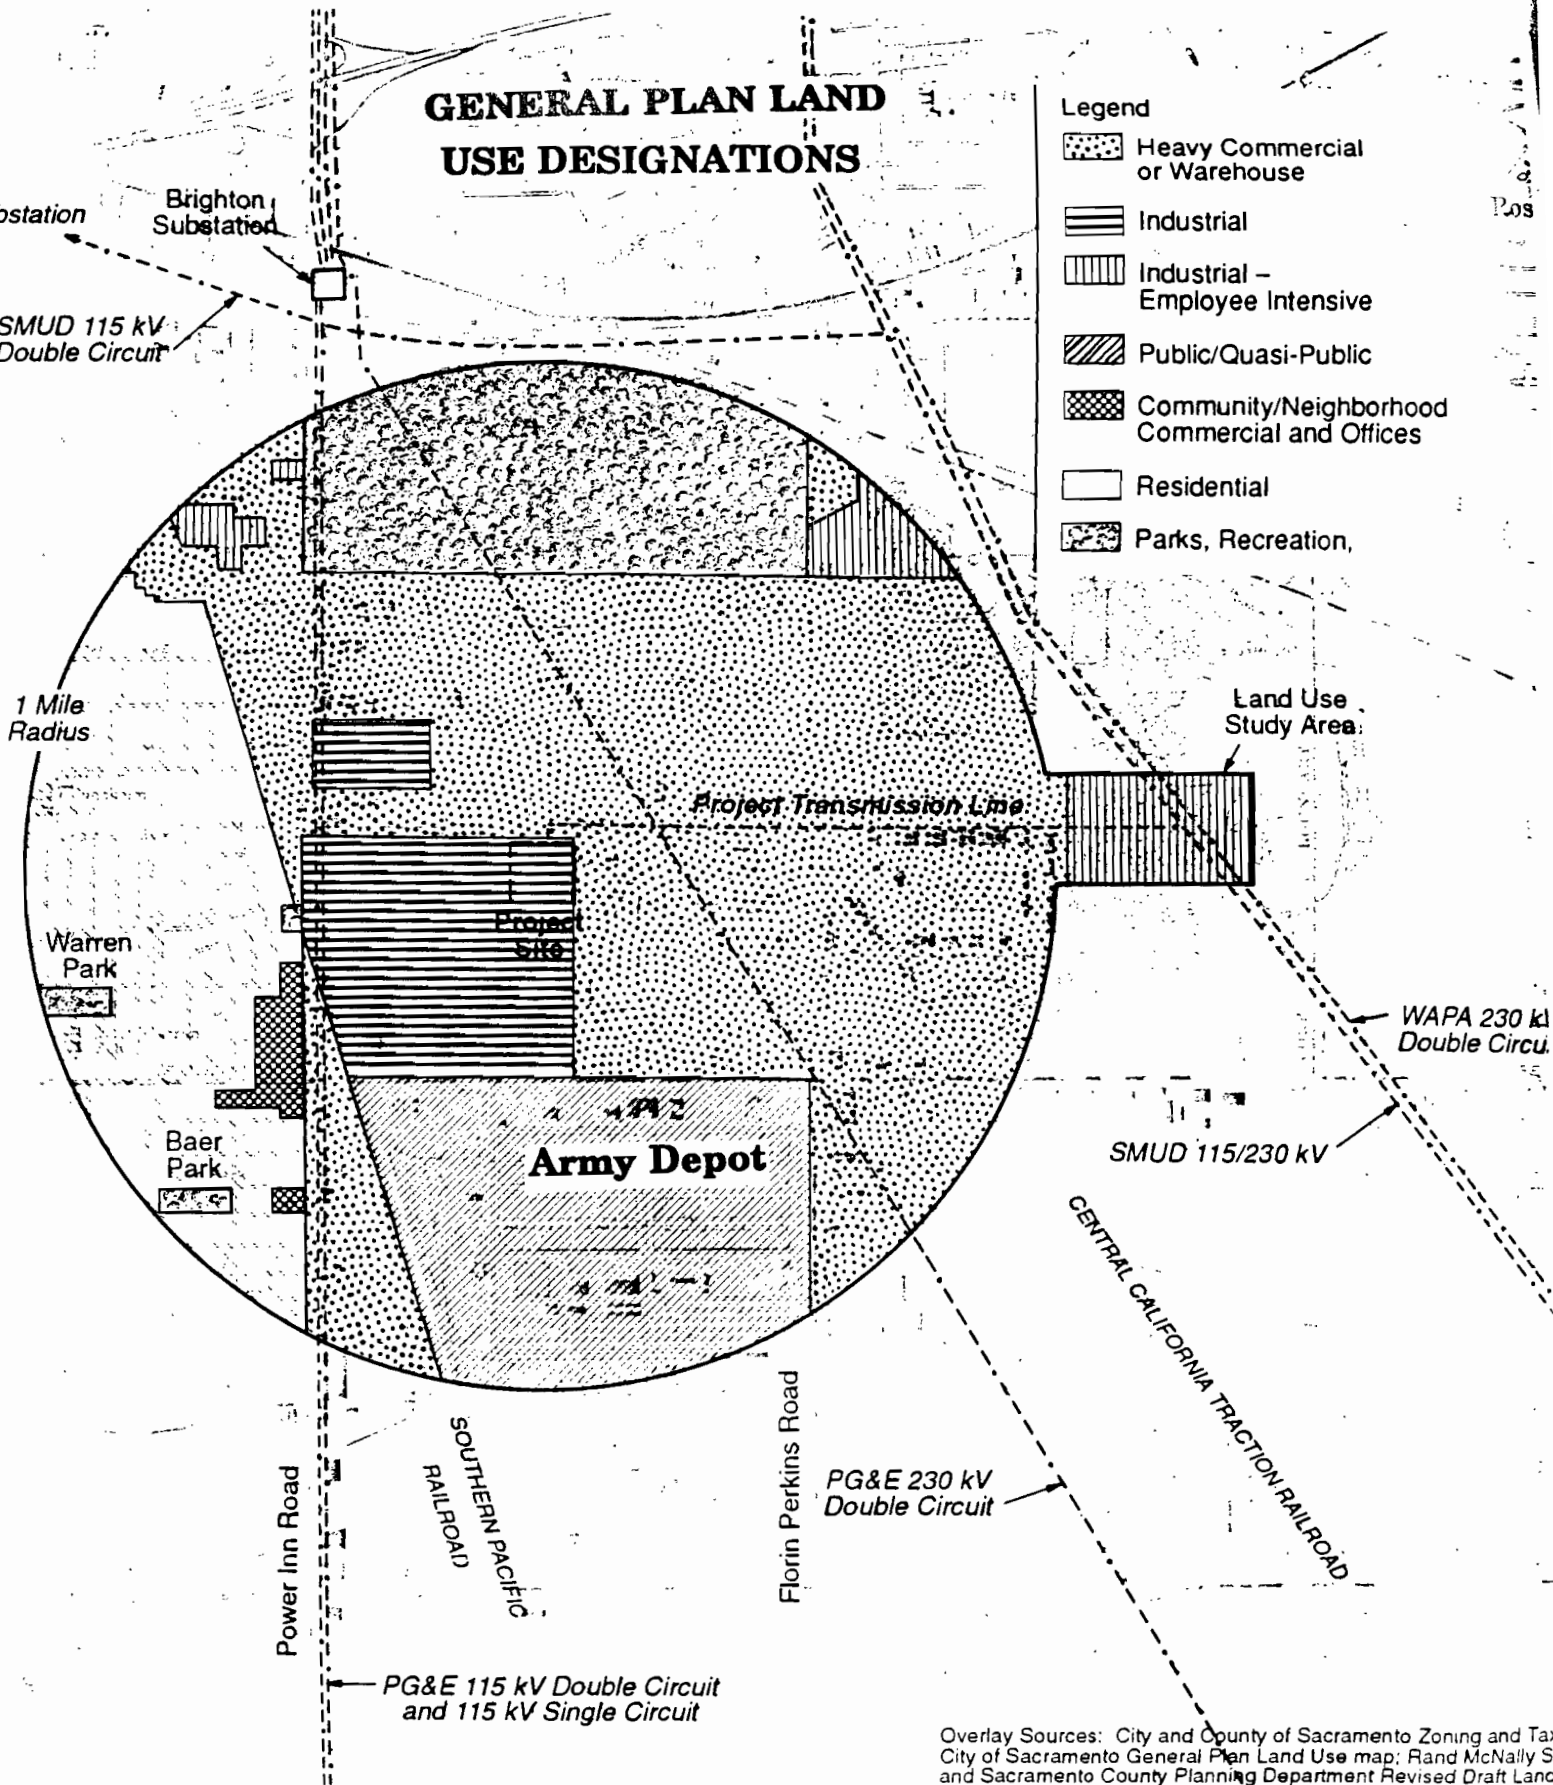 GENERAL PLAN LAND
USE DESIGNATIONS
Legend
Heavy Commercial
or Warehouse
Industrial
Industrial –
Employee Intensive
Public/Quasi-Public
Community/Neighborhood
Commercial and Offices
Residential
Parks, Recreation,
Ros
bstation
Brighton
Substation
SMUD 115 kV
Double Circuit
1 Mile
Radius
Land Use
Study Area
Project Transmission Line
Project
Site
Warren
Park
WAPA 230 k
Double Circu
SMUD 115/230 kV
Baer
Park
Army Depot
CENTRAL CALIFORNIA TRACTION RAILROAD
Power Inn Road
SOUTHERN PACIFIC
RAILROAD
Florin Perkins Road
PG&E 230 kV
Double Circuit
PG&E 115 kV Double Circuit
and 115 kV Single Circuit
Overlay Sources: City and County of Sacramento Zoning and Tax
City of Sacramento General Plan Land Use map; Rand McNally S
and Sacramento County Planning Department Revised Draft Land